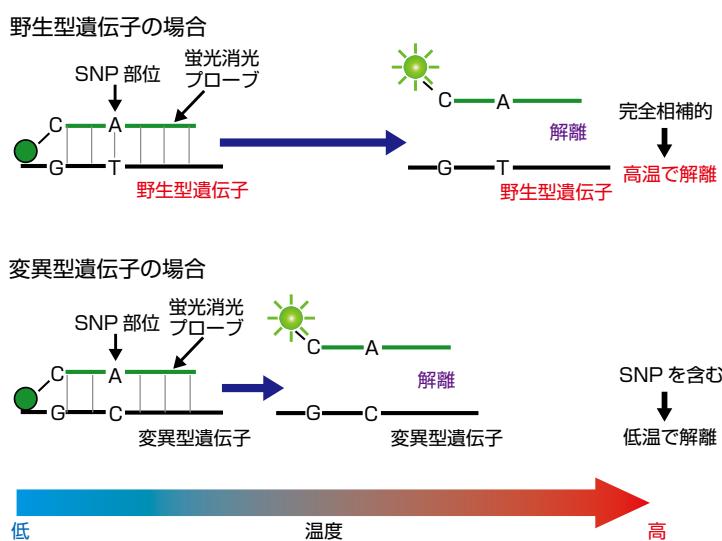 野生型遺伝子の場合
SNP 部位
蛍光消光
プローブ
C A
G T
野生型遺伝子
C A
解離
G T
野生型遺伝子
完全相補的
高温で解離
変異型遺伝子の場合
SNP 部位
蛍光消光
プローブ
C A
G C
変異型遺伝子
C A
解離
G C
変異型遺伝子
SNP を含む
低温で解離
低 温度 高